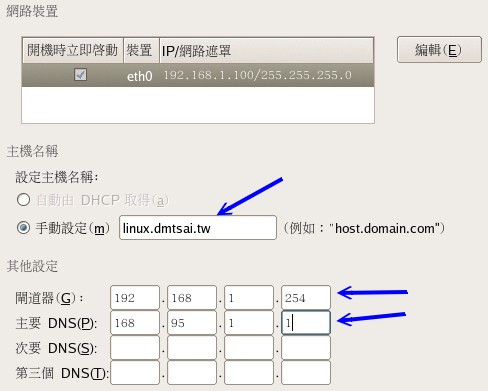 網路裝置
開機時立即啓動 裝置 IP/網路遮罩
eth0 192.168.1.100/255.255.255.0
編輯(E)
主機名稱
設定主機名稱:
自動由 DHCP 取得(a)
手動設定(m) linux.dmtsai.tw (例如："host.domain.com")
其他設定
閘道器(G): 192 . 168 . 1 . 254
主要 DNS(P): 168 . 95 . 1 . 1
次要 DNS(S): . . .
第三個 DNS(T): . . .